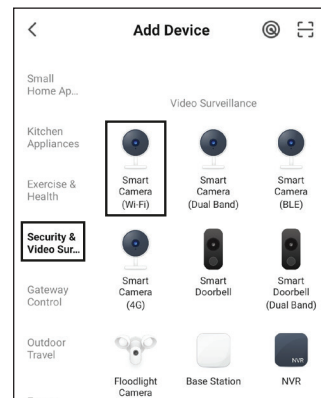 Add Device
Small
Home Ap...
Kitchen
Appliances
Exercise &
Health
Security &
Video Sur...
Gateway
Control
Outdoor
Travel
Video Surveillance
Smart
Camera
(Wi-Fi)
Smart
Camera
(Dual Band)
Smart
Camera
(BLE)
Smart
Camera
(4G)
Smart
Doorbell
Smart
Doorbell
(Dual Band)
Floodlight
Camera
Base Station
NVR
NVR